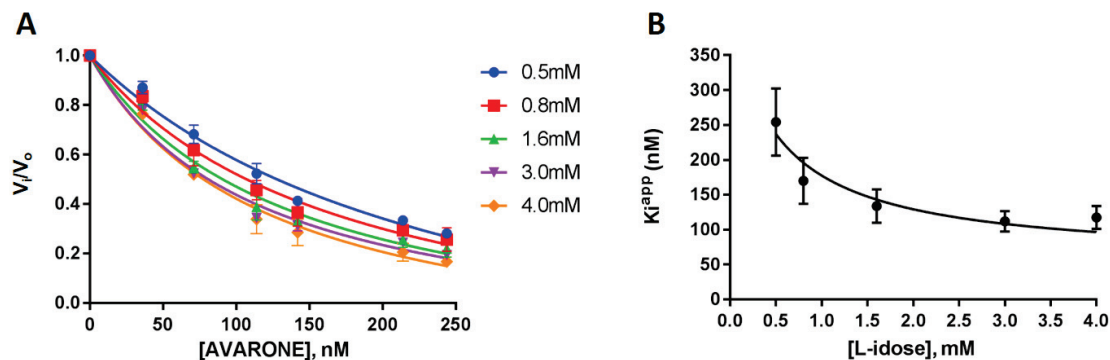 A
1.0
0.8
0.6
0.4
0.2
0.0
Vi/Vo
0 50 100 150 200 250
[AVARONE], nM
0.5mM
0.8mM
1.6mM
3.0mM
4.0mM
B
350
300
250
200
150
100
50
0
Kiapp (nM)
0.0 0.5 1.0 1.5 2.0 2.5 3.0 3.5 4.0
[L-idose], mM